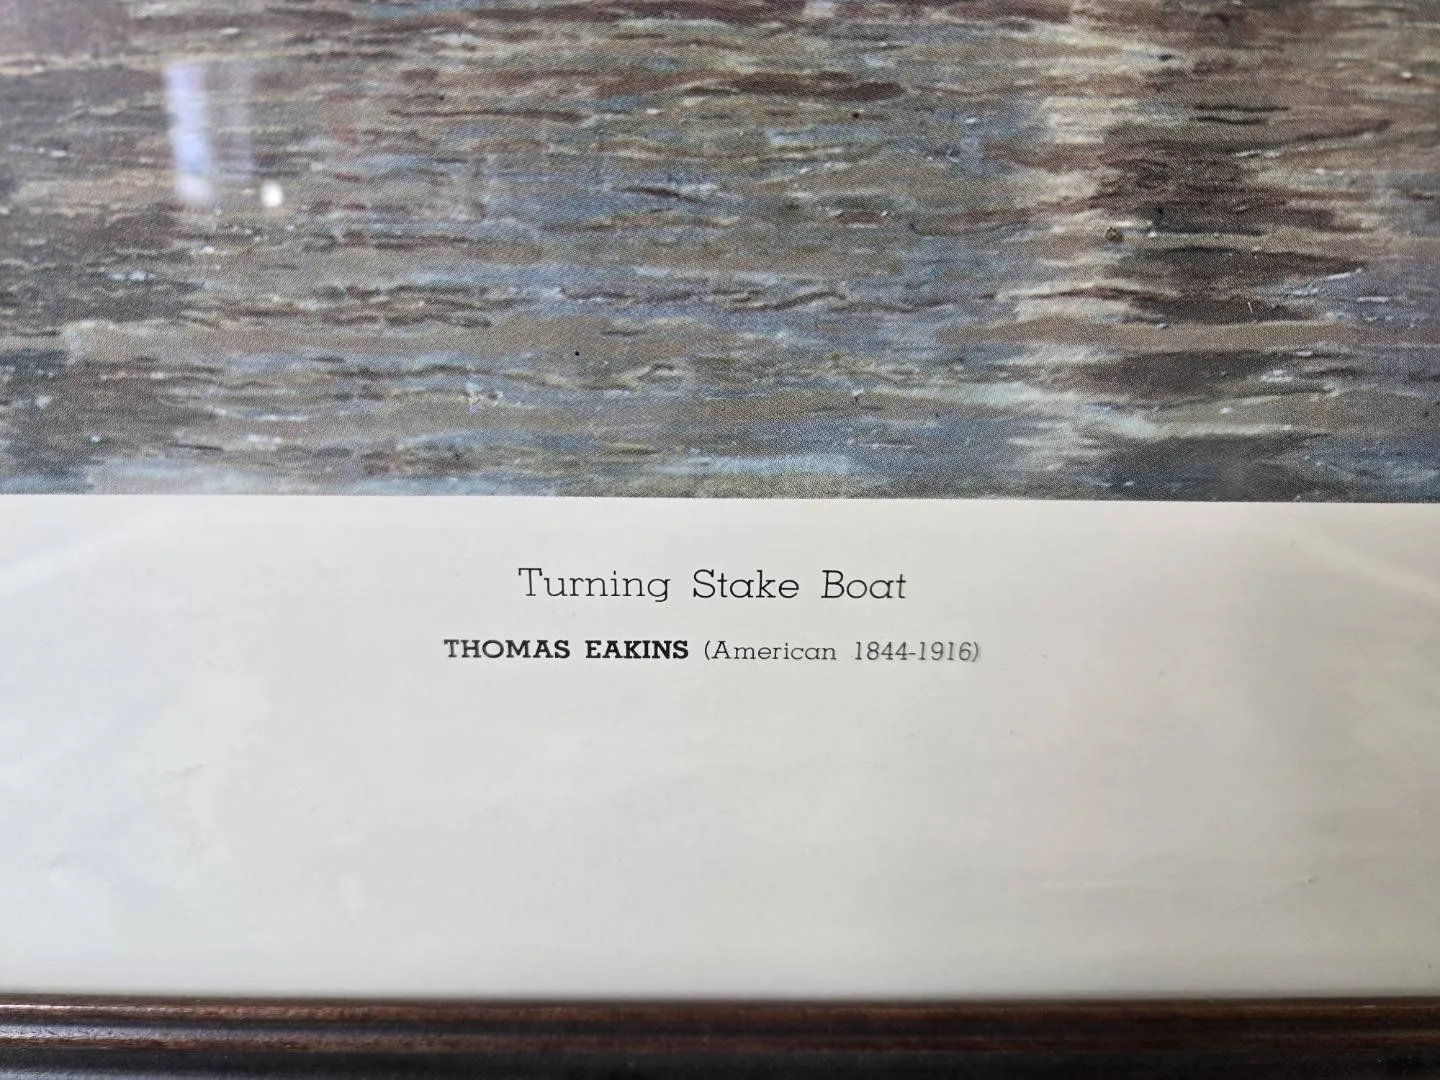 Turning Stake Boat
THOMAS EAKINS (American 1844-1916)